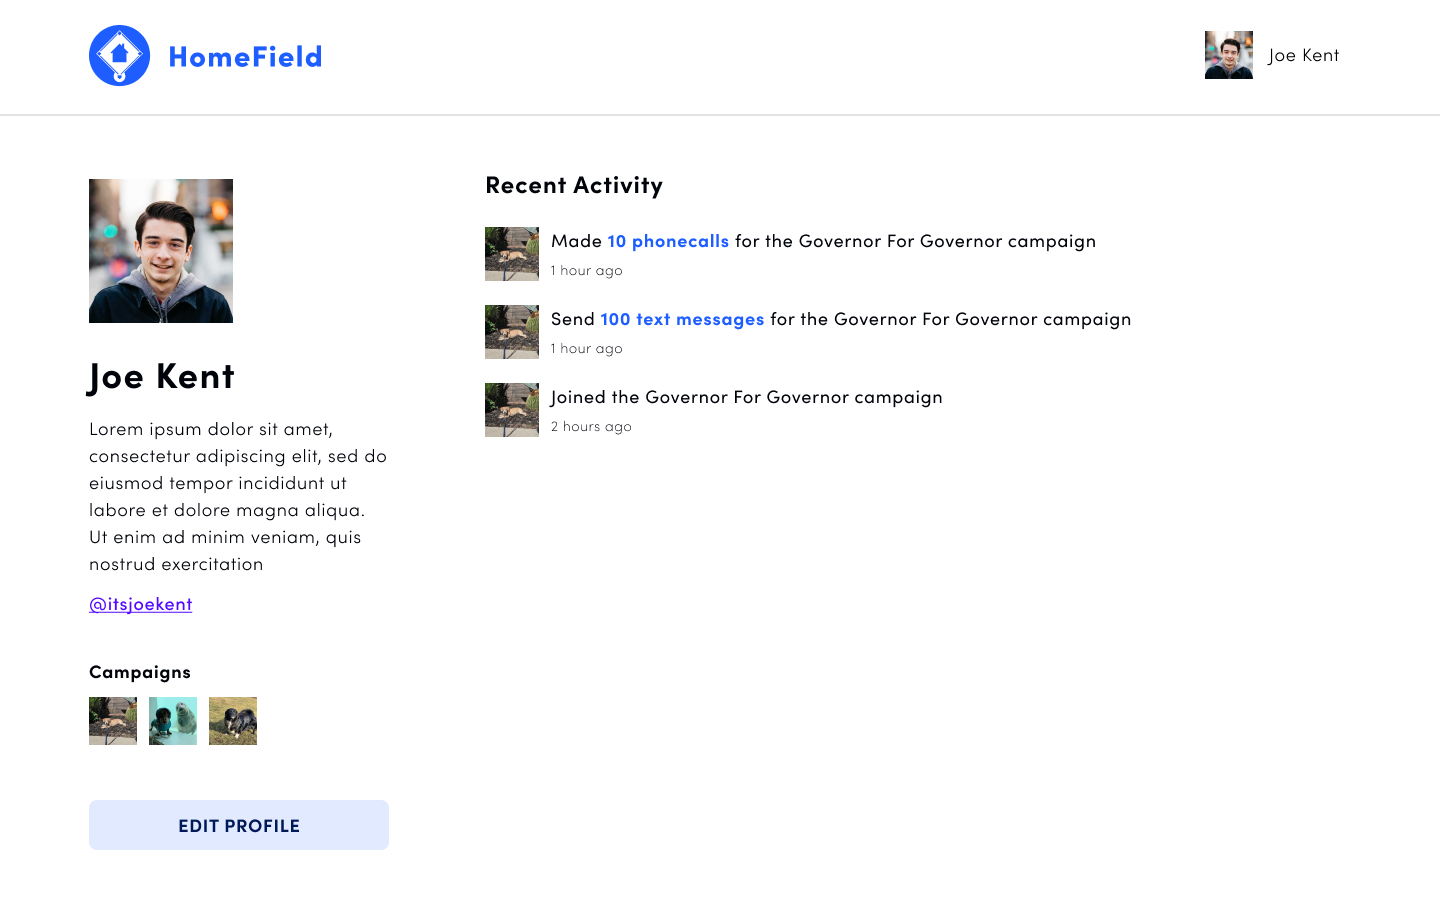 HomeField
Joe Kent
Joe Kent
Lorem ipsum dolor sit amet,
consectetur adipiscing elit, sed do
eiusmod tempor incididunt ut
labore et dolore magna aliqua.
Ut enim ad minim veniam, quis
nostrud exercitation
@itsjoekent
Campaigns
EDIT PROFILE
Recent Activity
Made 10 phonecalls for the Governor For Governor campaign
1 hour ago
Send 100 text messages for the Governor For Governor campaign
1 hour ago
Joined the Governor For Governor campaign
2 hours ago